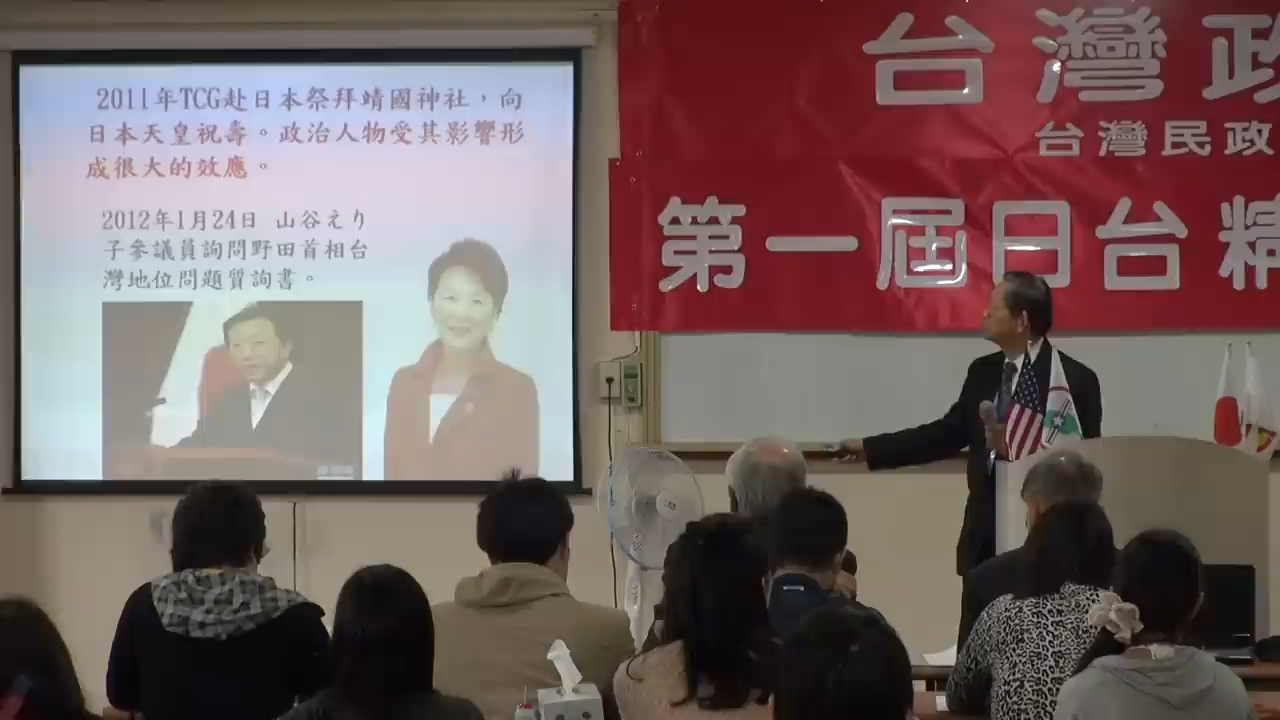 2011年TCG赴日本祭拜靖國神社，向
日本天皇祝壽。政治人物受其影響形
成很大的效應。
2012年1月24日 山谷えり
子參議員詢問野田首相台
灣地位問題質詢書。
台灣政
台灣民政
第一屆日台精